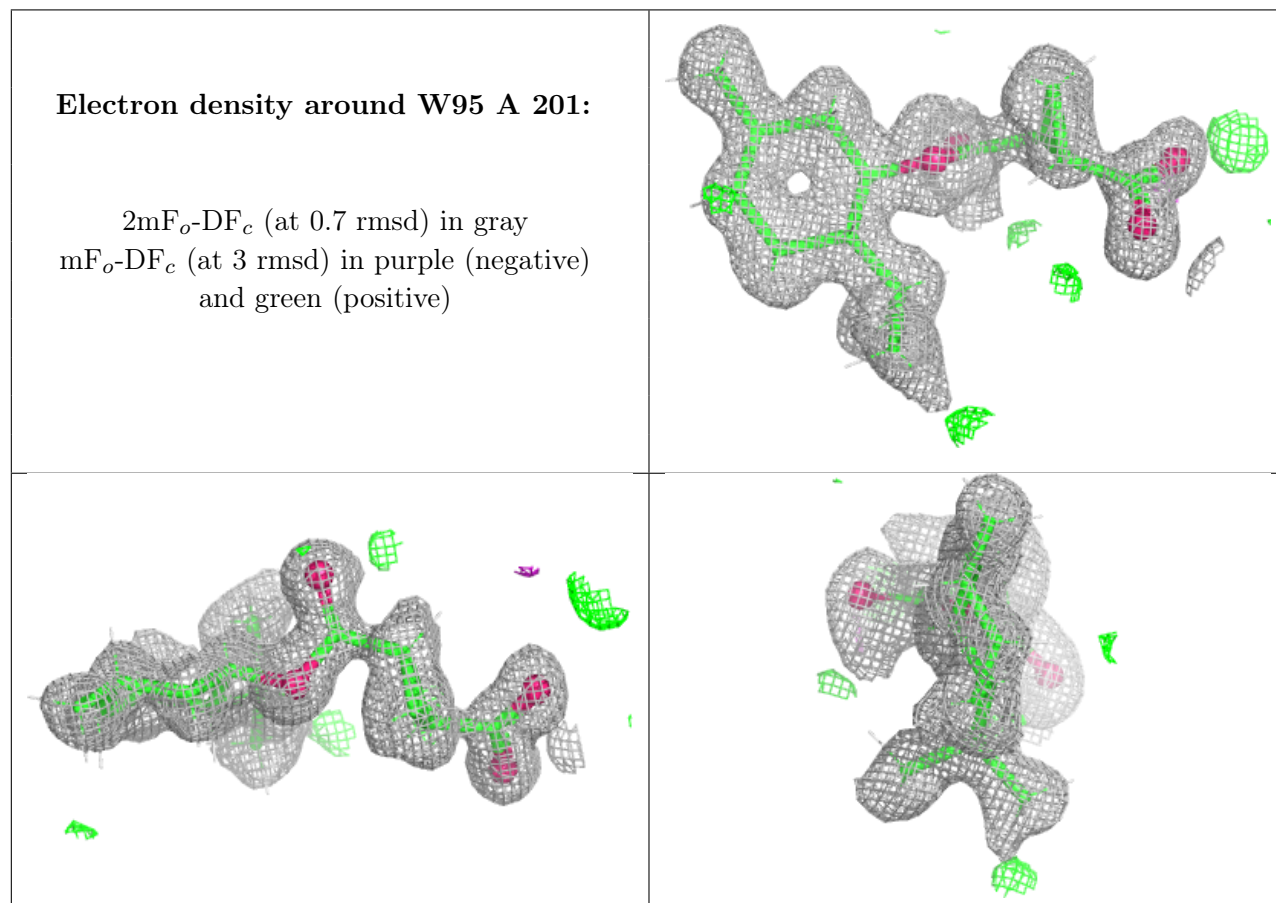 Electron density around W95 A 201:
2mFₒ-DF𝒸 (at 0.7 rmsd) in gray
mFₒ-DF𝒸 (at 3 rmsd) in purple (negative)
and green (positive)